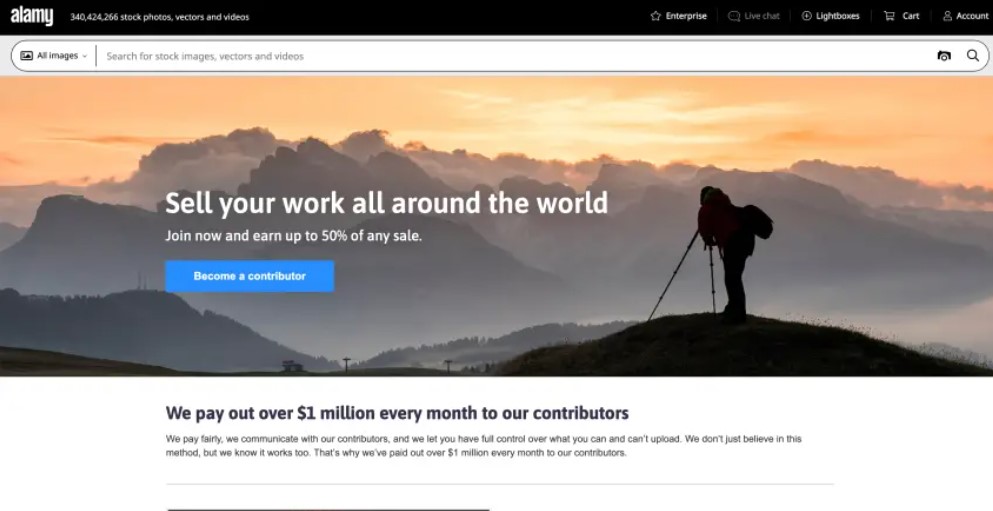 alamy
340,424,266 stock photos, vectors and videos
Enterprise
Live chat
Lightboxes
Cart
Account
All images
Search for stock images, vectors and videos
Sell your work all around the world
Join now and earn up to 50% of any sale.
Become a contributor
We pay out over $1 million every month to our contributors
We pay fairly, we communicate with our contributors, and we let you have full control over what you can and can't upload. We don't just believe in this
method, but we know it works too. That's why we've paid out over $1 million every month to our contributors.